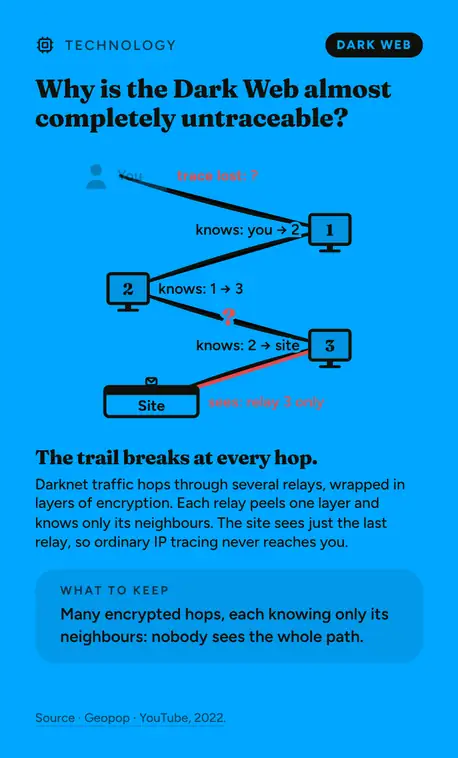 TECHNOLOGY
DARK WEB
Why is the Dark Web almost
completely untraceable?
You
trace lost: ?
knows: you → 2
1
2
knows: 1 → 3
?
knows: 2 → site
3
Site
sees: relay 3 only
The trail breaks at every hop.
Darknet traffic hops through several relays, wrapped in
layers of encryption. Each relay peels one layer and
knows only its neighbours. The site sees just the last
relay, so ordinary IP tracing never reaches you.
WHAT TO KEEP
Many encrypted hops, each knowing only its
neighbours: nobody sees the whole path.
Source · Geopop · YouTube, 2022.